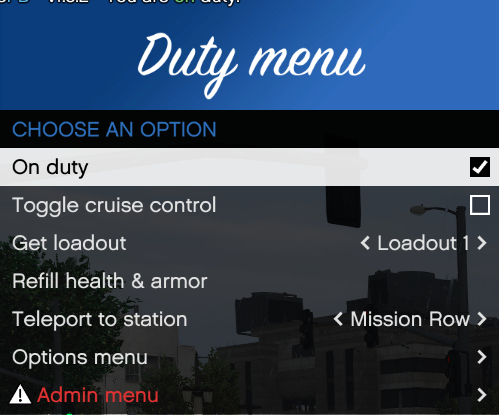 You are on duty.
Duty menu
CHOOSE AN OPTION
On duty
Toggle cruise control
Get loadout < Loadout 1 >
Refill health & armor
Teleport to station < Mission Row >
Options menu >
Admin menu >